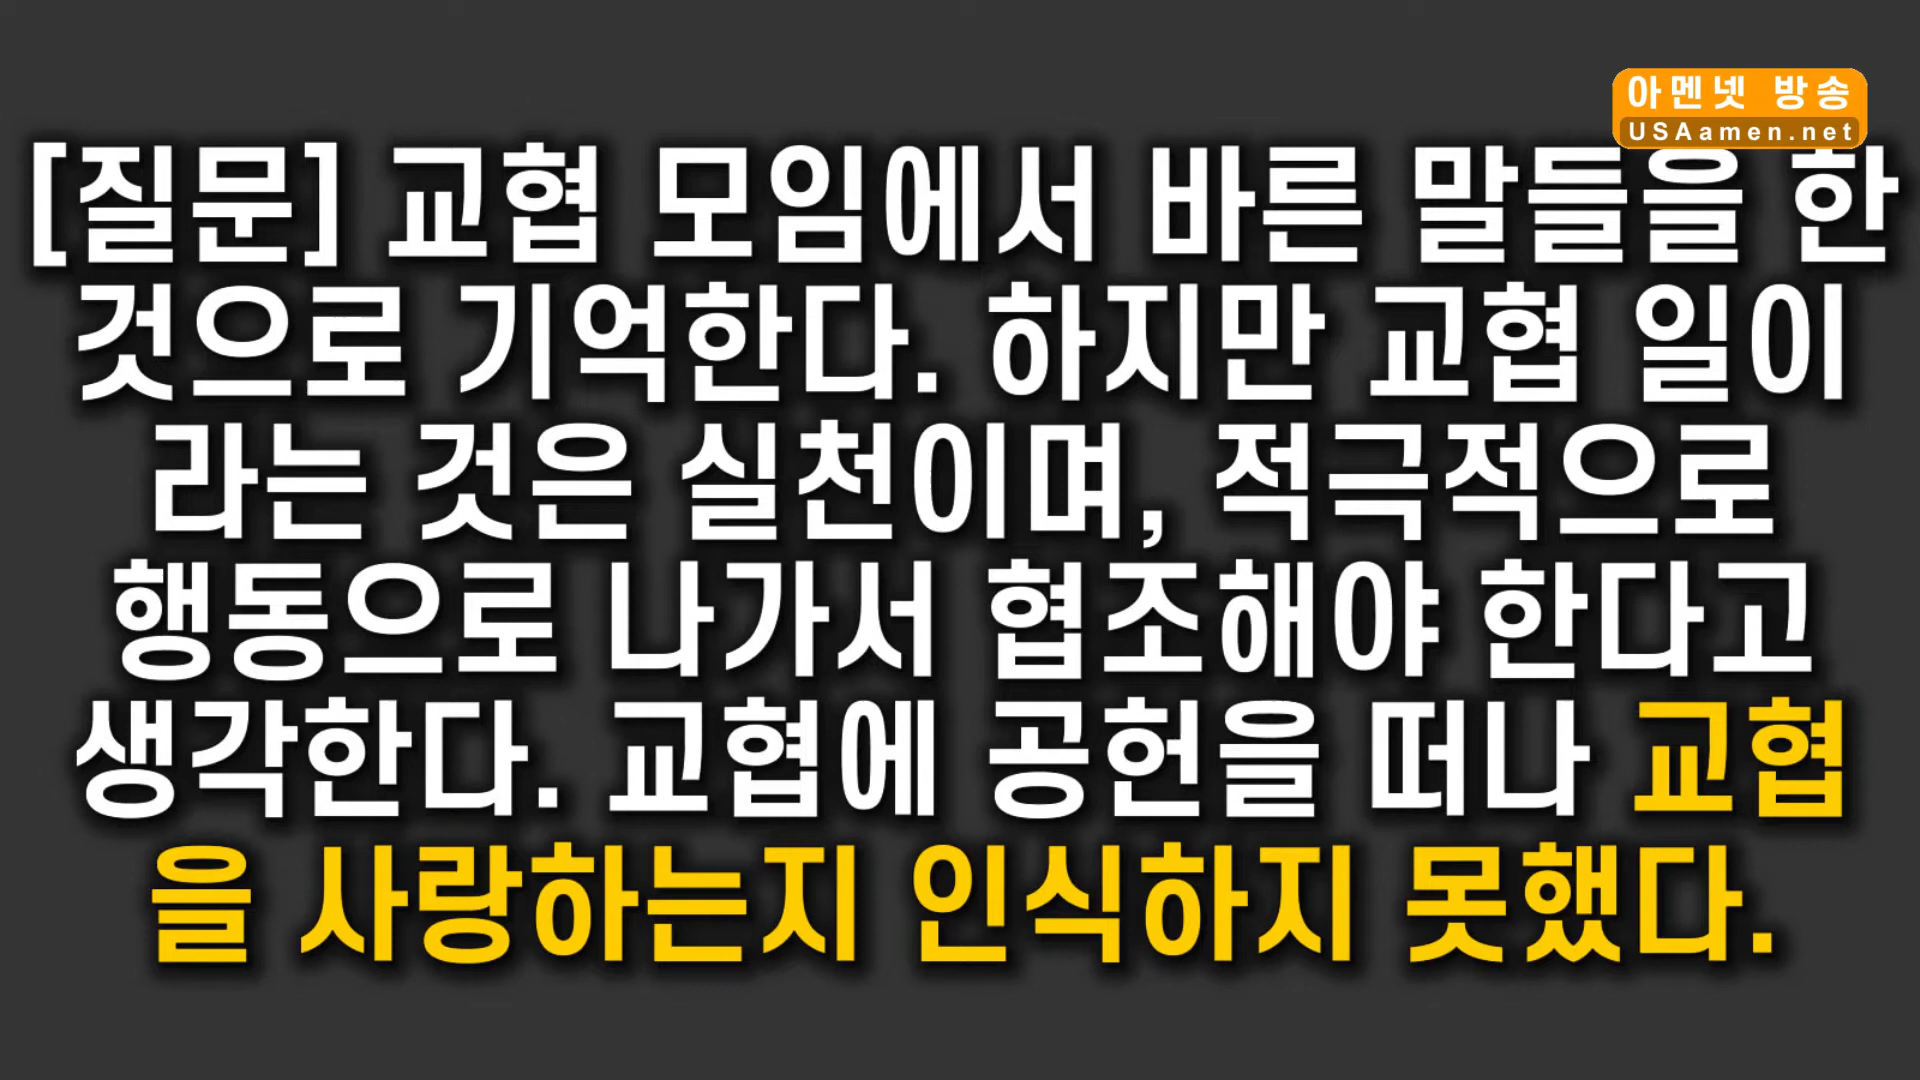 아멘넷 방송
USAamen.net
[질문] 교협 모임에서 바른 말들을 한
것으로 기억한다. 하지만 교협 일이
라는 것은 실천이며, 적극적으로
행동으로 나가서 협조해야 한다고
생각한다. 교협에 공헌을 떠나 교협
을 사랑하는지 인식하지 못했다.